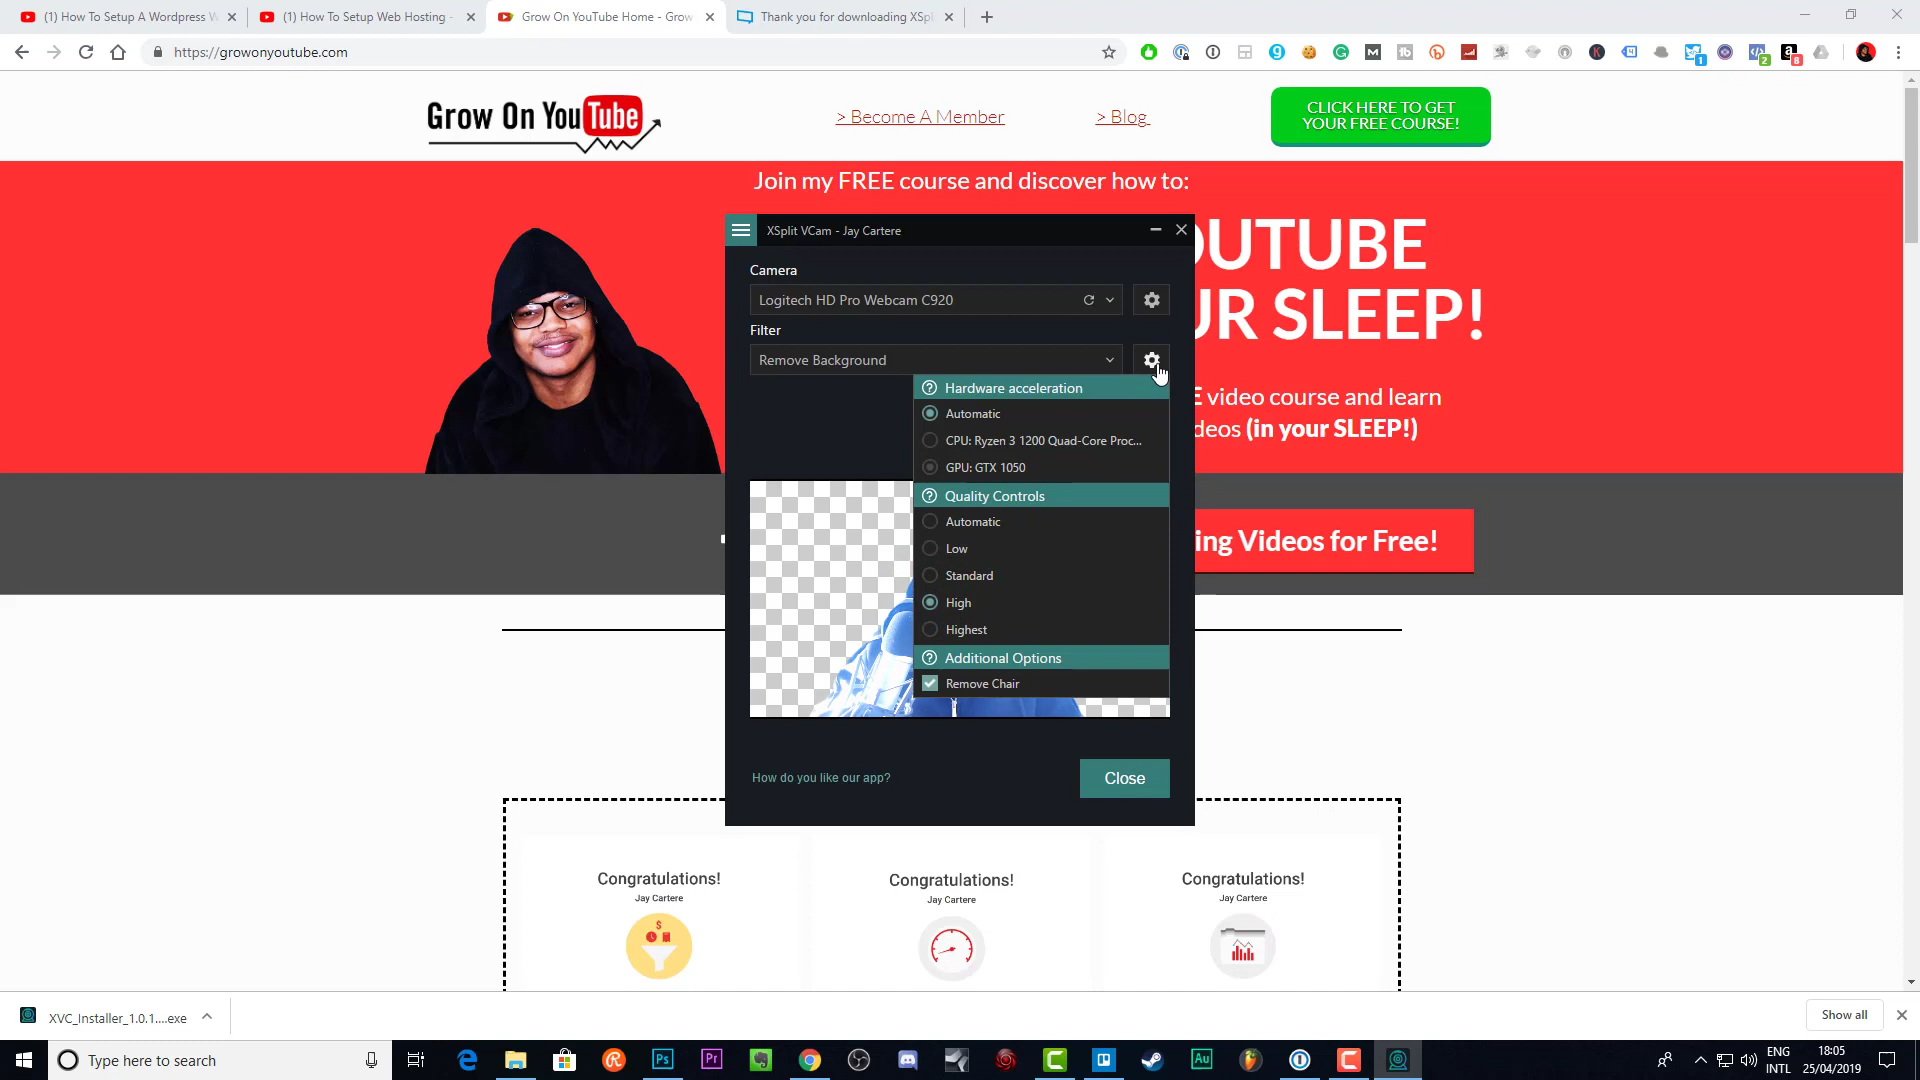 (1) How To Setup A Wordpress W
(1) How To Setup Web Hosting -
Grow On YouTube Home - Grow
Thank you for downloading XSpl
https://growonyoutube.com
Grow On YouTube
> Become A Member
> Blog
CLICK HERE TO GET
YOUR FREE COURSE!
Join my FREE course and discover how to:
OUTUBE
UR SLEEP!
E video course and learn
deos (in your SLEEP!)
ing Videos for Free!
XSplit VCam - Jay Cartere
Camera
Logitech HD Pro Webcam C920
Filter
Remove Background
Hardware acceleration
Automatic
CPU: Ryzen 3 1200 Quad-Core Proc...
GPU: GTX 1050
Quality Controls
Automatic
Low
Standard
High
Highest
Additional Options
Remove Chair
How do you like our app?
Close
Congratulations!
Jay Cartere
Congratulations!
Jay Cartere
Congratulations!
Jay Cartere
XVC_Installer_1.0.1....exe
Show all
Type here to search
Ps
Pr
Au
ENG
INTL
18:05
25/04/2019